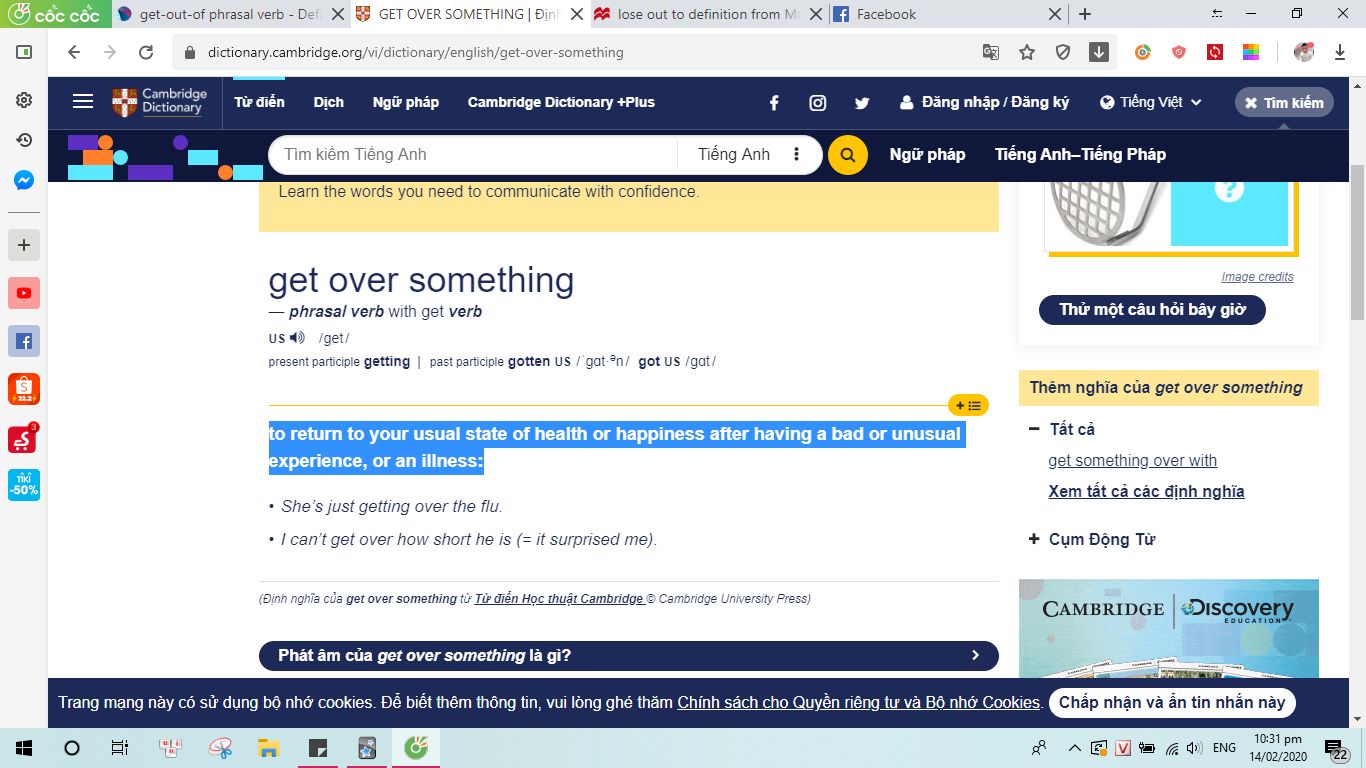 cốc cốc
get-out-of phrasal verb - Defi
GET OVER SOMETHING | Định
lose out to definition from Ma
Facebook
dictionary.cambridge.org/vi/dictionary/english/get-over-something
Cambridge
Dictionary
Từ điển
Dịch
Ngữ pháp
Cambridge Dictionary +Plus
Đăng nhập / Đăng ký
Tiếng Việt
Tìm kiếm
Tìm kiếm Tiếng Anh
Tiếng Anh
Ngữ pháp
Tiếng Anh–Tiếng Pháp
Learn the words you need to communicate with confidence.
?
Image credits
Thử một câu hỏi bây giờ
get over something
— phrasal verb with get verb
US /get/
present participle getting | past participle gotten US /ˈɡɑt·ᵊn/ got US /ɡɑt/
to return to your usual state of health or happiness after having a bad or unusual
experience, or an illness:
• She’s just getting over the flu.
• I can’t get over how short he is (= it surprised me).
(Định nghĩa của get over something từ Từ điển Học thuật Cambridge © Cambridge University Press)
Phát âm của get over something là gì?
Thêm nghĩa của get over something
Tất cả
get something over with
Xem tất cả các định nghĩa
Cụm Động Từ
CAMBRIDGE
Discovery
EDUCATION
3
TIKI
-50%
Trang mạng này có sử dụng bộ nhớ cookies. Để biết thêm thông tin, vui lòng ghé thăm Chính sách cho Quyền riêng tư và Bộ nhớ Cookies.
Chấp nhận và ẩn tin nhắn này
ENG
10:31 pm
14/02/2020
22